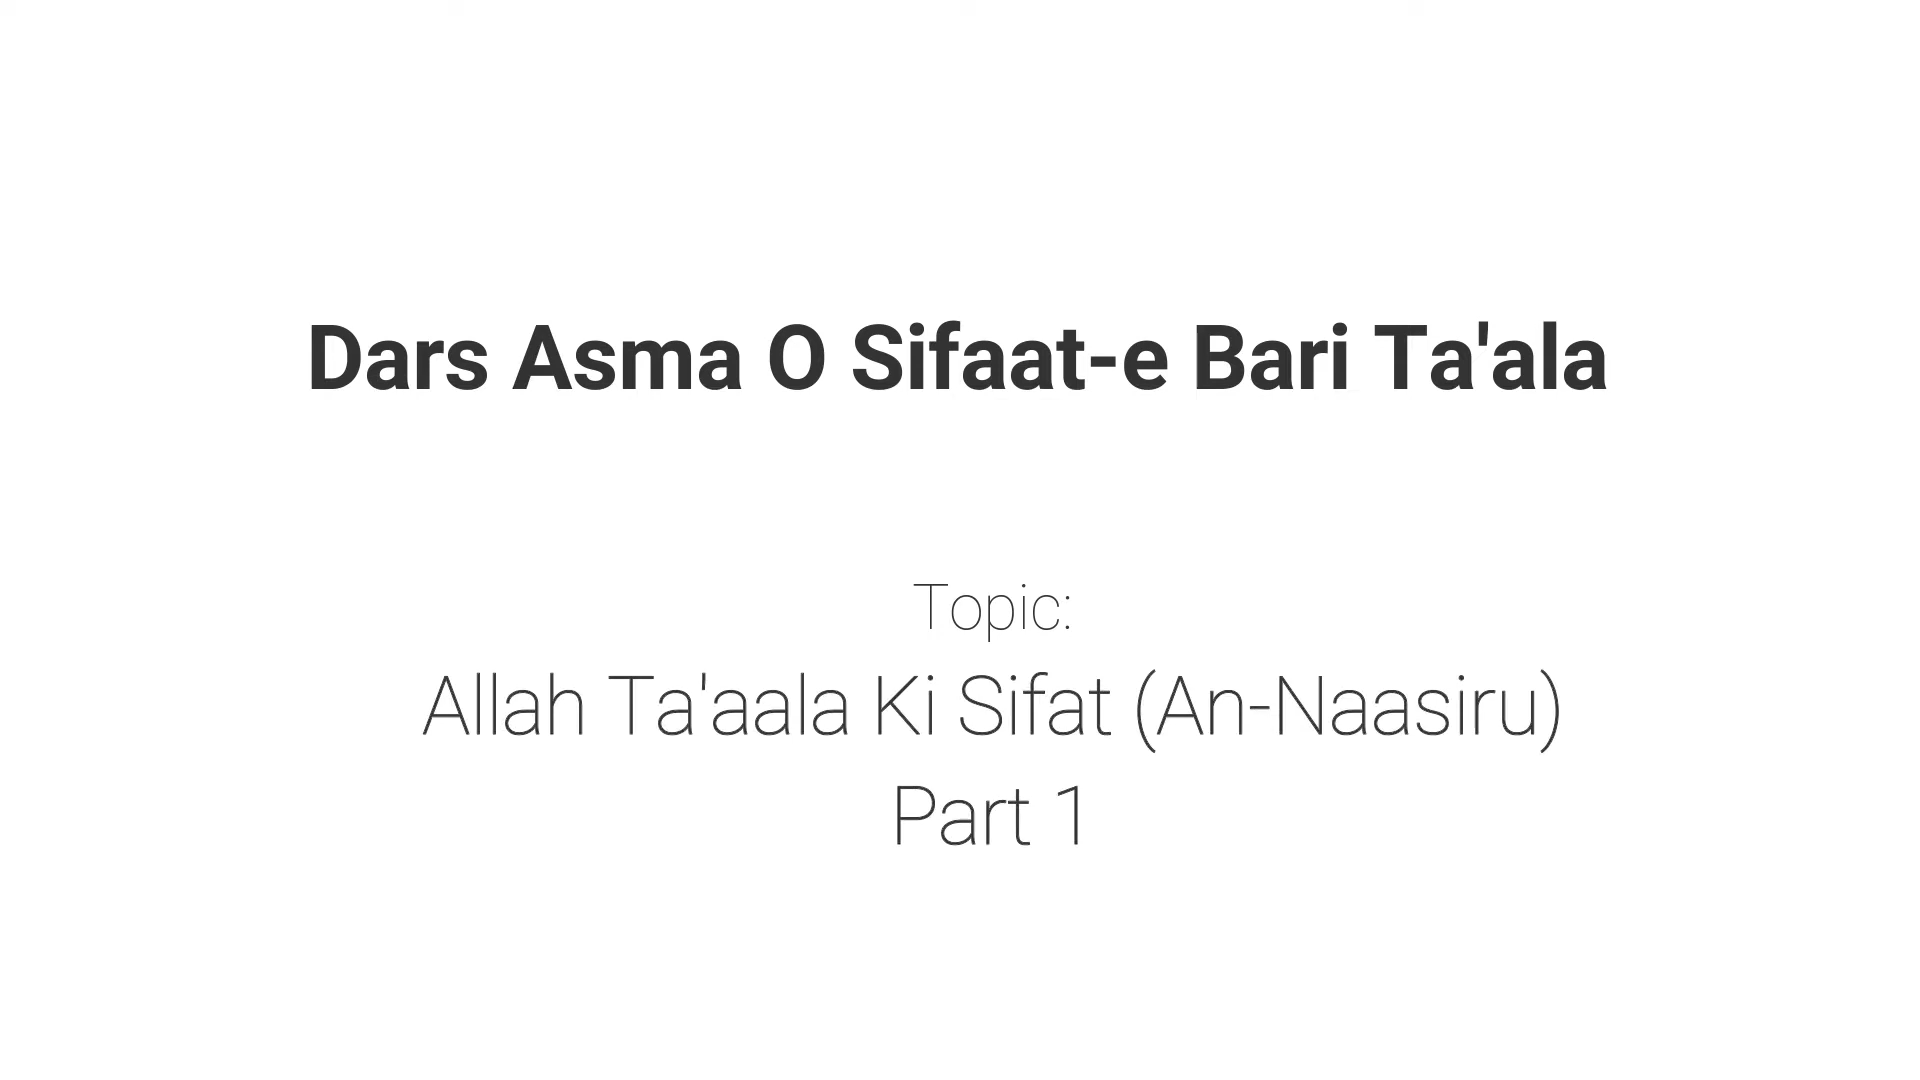 Dars Asma O Sifaat-e Bari Ta'ala
Topic:
Allah Ta'aala Ki Sifat (An-Naasiru)
Part 1